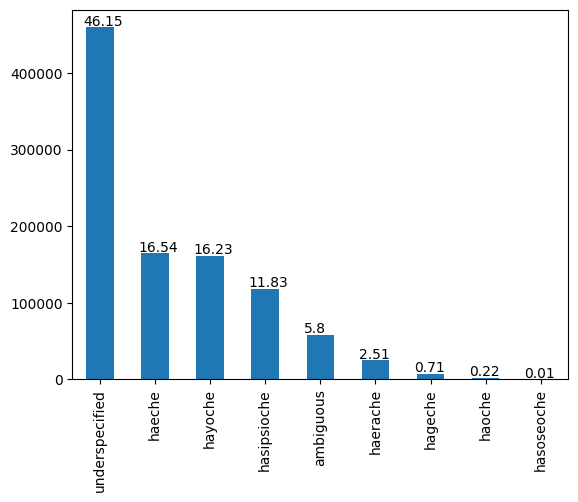 46.15
400000
300000
200000
16.54
16.23
11.83
100000
5.8
2.51
0.71
0.22
0.01
0
underspecified
haeche
hayoche
hasipsioche
ambiguous
haerache
hageche
haoche
hasoseoche